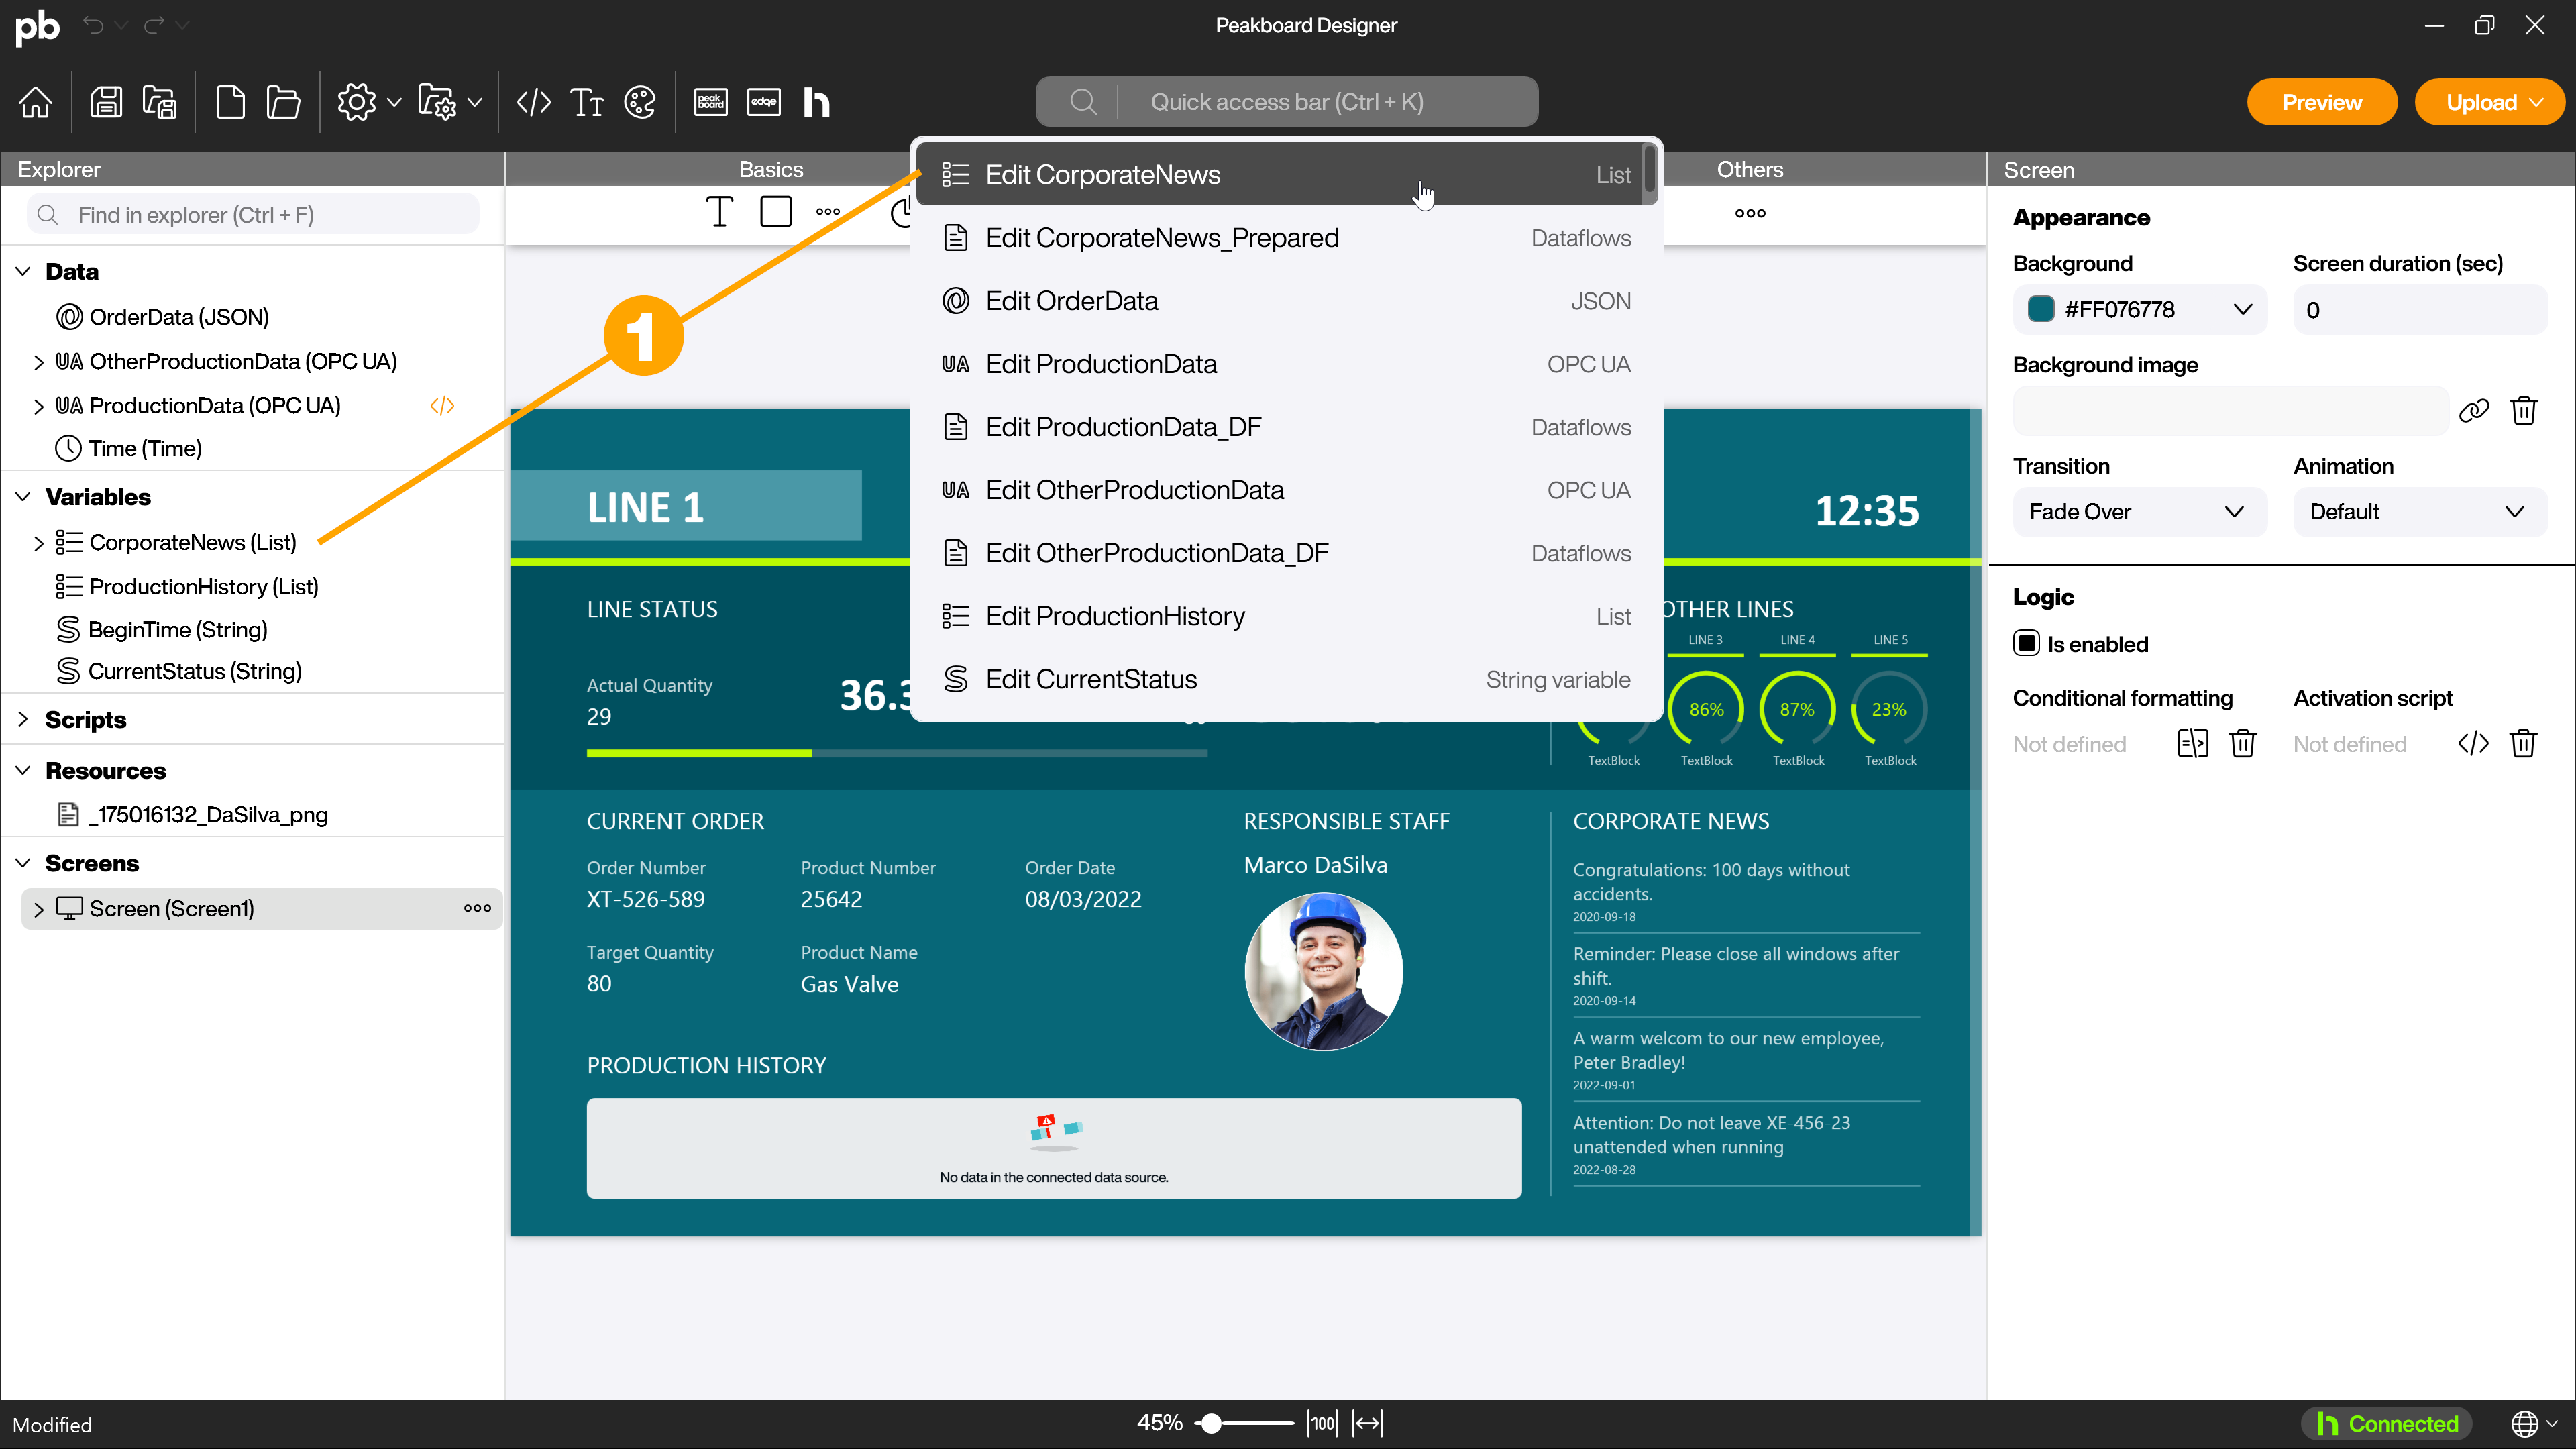 pb
Peakboard Designer
peak
board
edge
h
Quick access bar (Ctrl + K)
Preview
Upload
Explorer
Basics
Others
Screen
Find in explorer (Ctrl + F)
Data
OrderData (JSON)
UA OtherProductionData (OPC UA)
UA ProductionData (OPC UA)
Time (Time)
Variables
CorporateNews (List)
ProductionHistory (List)
BeginTime (String)
CurrentStatus (String)
Scripts
Resources
_175016132_DaSilva_png
Screens
Screen (Screen1)
1
Edit CorporateNews List
Edit CorporateNews_Prepared Dataflows
Edit OrderData JSON
UA Edit ProductionData OPC UA
Edit ProductionData_DF Dataflows
UA Edit OtherProductionData OPC UA
Edit OtherProductionData_DF Dataflows
Edit ProductionHistory List
Edit CurrentStatus String variable
LINE 1
12:35
LINE STATUS
OTHER LINES
LINE 3 LINE 4 LINE 5
Actual Quantity
29
36.3
86% 87% 23%
TextBlock TextBlock TextBlock TextBlock
CURRENT ORDER
Order Number Product Number Order Date
XT-526-589 25642 08/03/2022
Target Quantity Product Name
80 Gas Valve
RESPONSIBLE STAFF
Marco DaSilva
CORPORATE NEWS
Congratulations: 100 days without
accidents.
2020-09-18
Reminder: Please close all windows after
shift.
2020-09-14
A warm welcom to our new employee,
Peter Bradley!
2022-09-01
Attention: Do not leave XE-456-23
unattended when running
2022-08-28
PRODUCTION HISTORY
No data in the connected data source.
Appearance
Background Screen duration (sec)
#FF076778 0
Background image
Transition Animation
Fade Over Default
Logic
Is enabled
Conditional formatting Activation script
Not defined Not defined
Modified
45%
100
h Connected